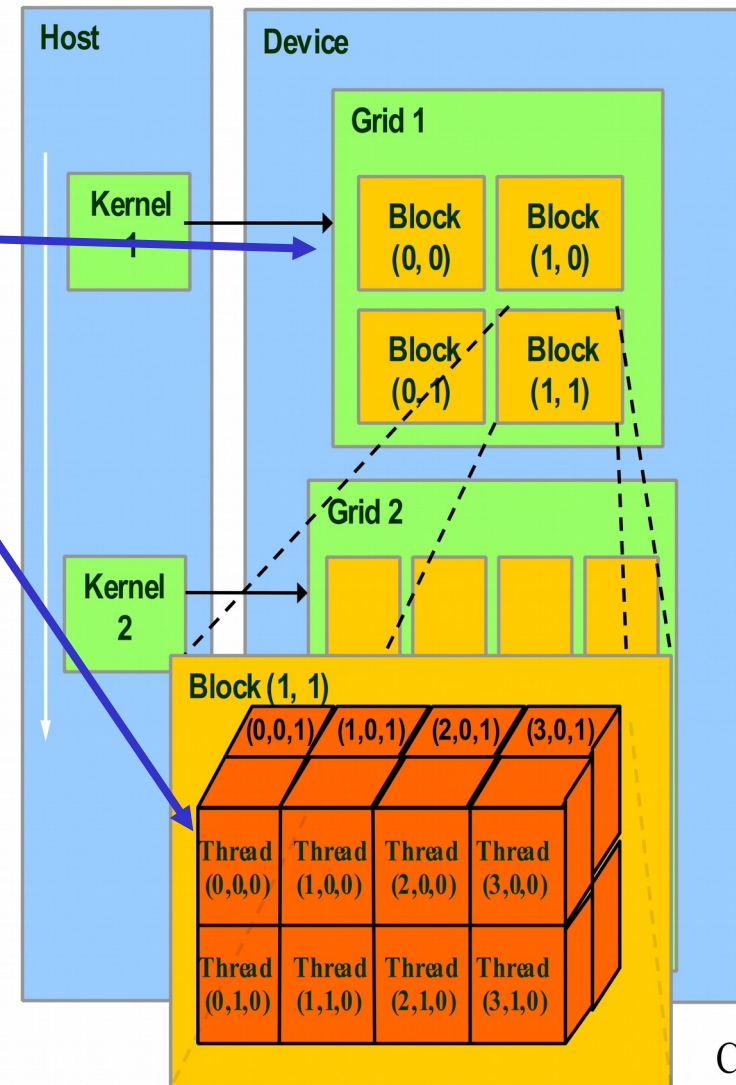 Host
Device
Grid 1
Kernel
1
Block
(0, 0)
Block
(1, 0)
Block
(0, 1)
Block
(1, 1)
Grid 2
Kernel
2
Block (1, 1)
(0,0,1) (1,0,1) (2,0,1) (3,0,1)
Thread
(0,0,0)
Thread
(1,0,0)
Thread
(2,0,0)
Thread
(3,0,0)
Thread
(0,1,0)
Thread
(1,1,0)
Thread
(2,1,0)
Thread
(3,1,0)